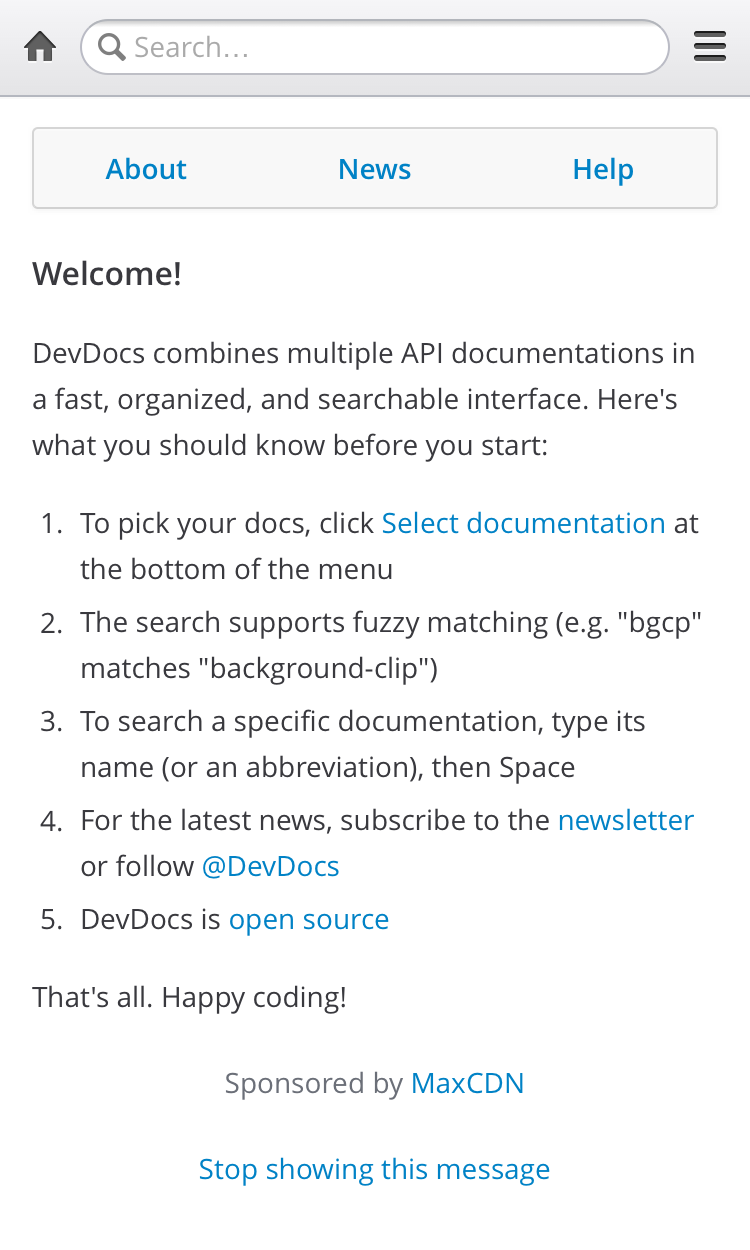 Search…
About News Help
Welcome!
DevDocs combines multiple API documentations in
a fast, organized, and searchable interface. Here's
what you should know before you start:
1. To pick your docs, click Select documentation at
the bottom of the menu
2. The search supports fuzzy matching (e.g. "bgcp"
matches "background-clip")
3. To search a specific documentation, type its
name (or an abbreviation), then Space
4. For the latest news, subscribe to the newsletter
or follow @DevDocs
5. DevDocs is open source
That's all. Happy coding!
Sponsored by MaxCDN
Stop showing this message